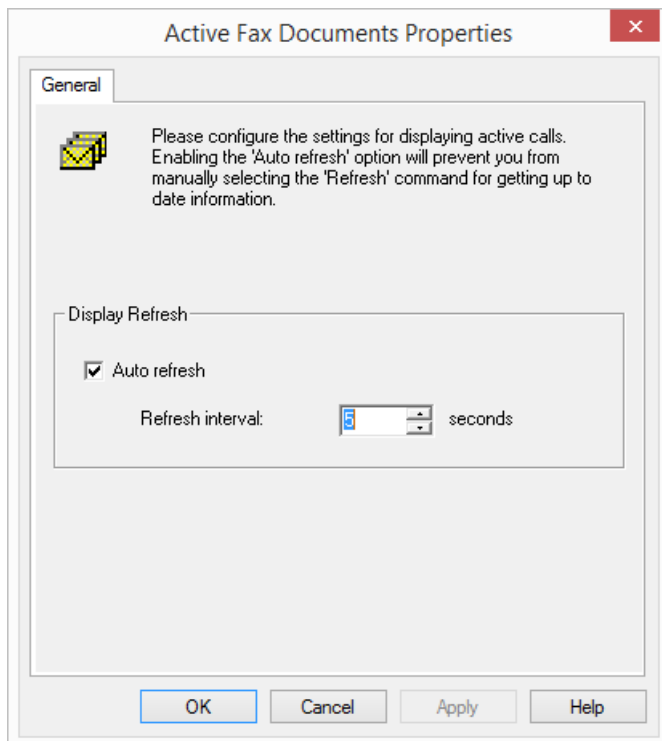 Active Fax Documents Properties
General
Please configure the settings for displaying active calls.
Enabling the 'Auto refresh' option will prevent you from
manually selecting the 'Refresh' command for getting up to
date information.
Display Refresh
Auto refresh
Refresh interval: 5 seconds
OK Cancel Apply Help